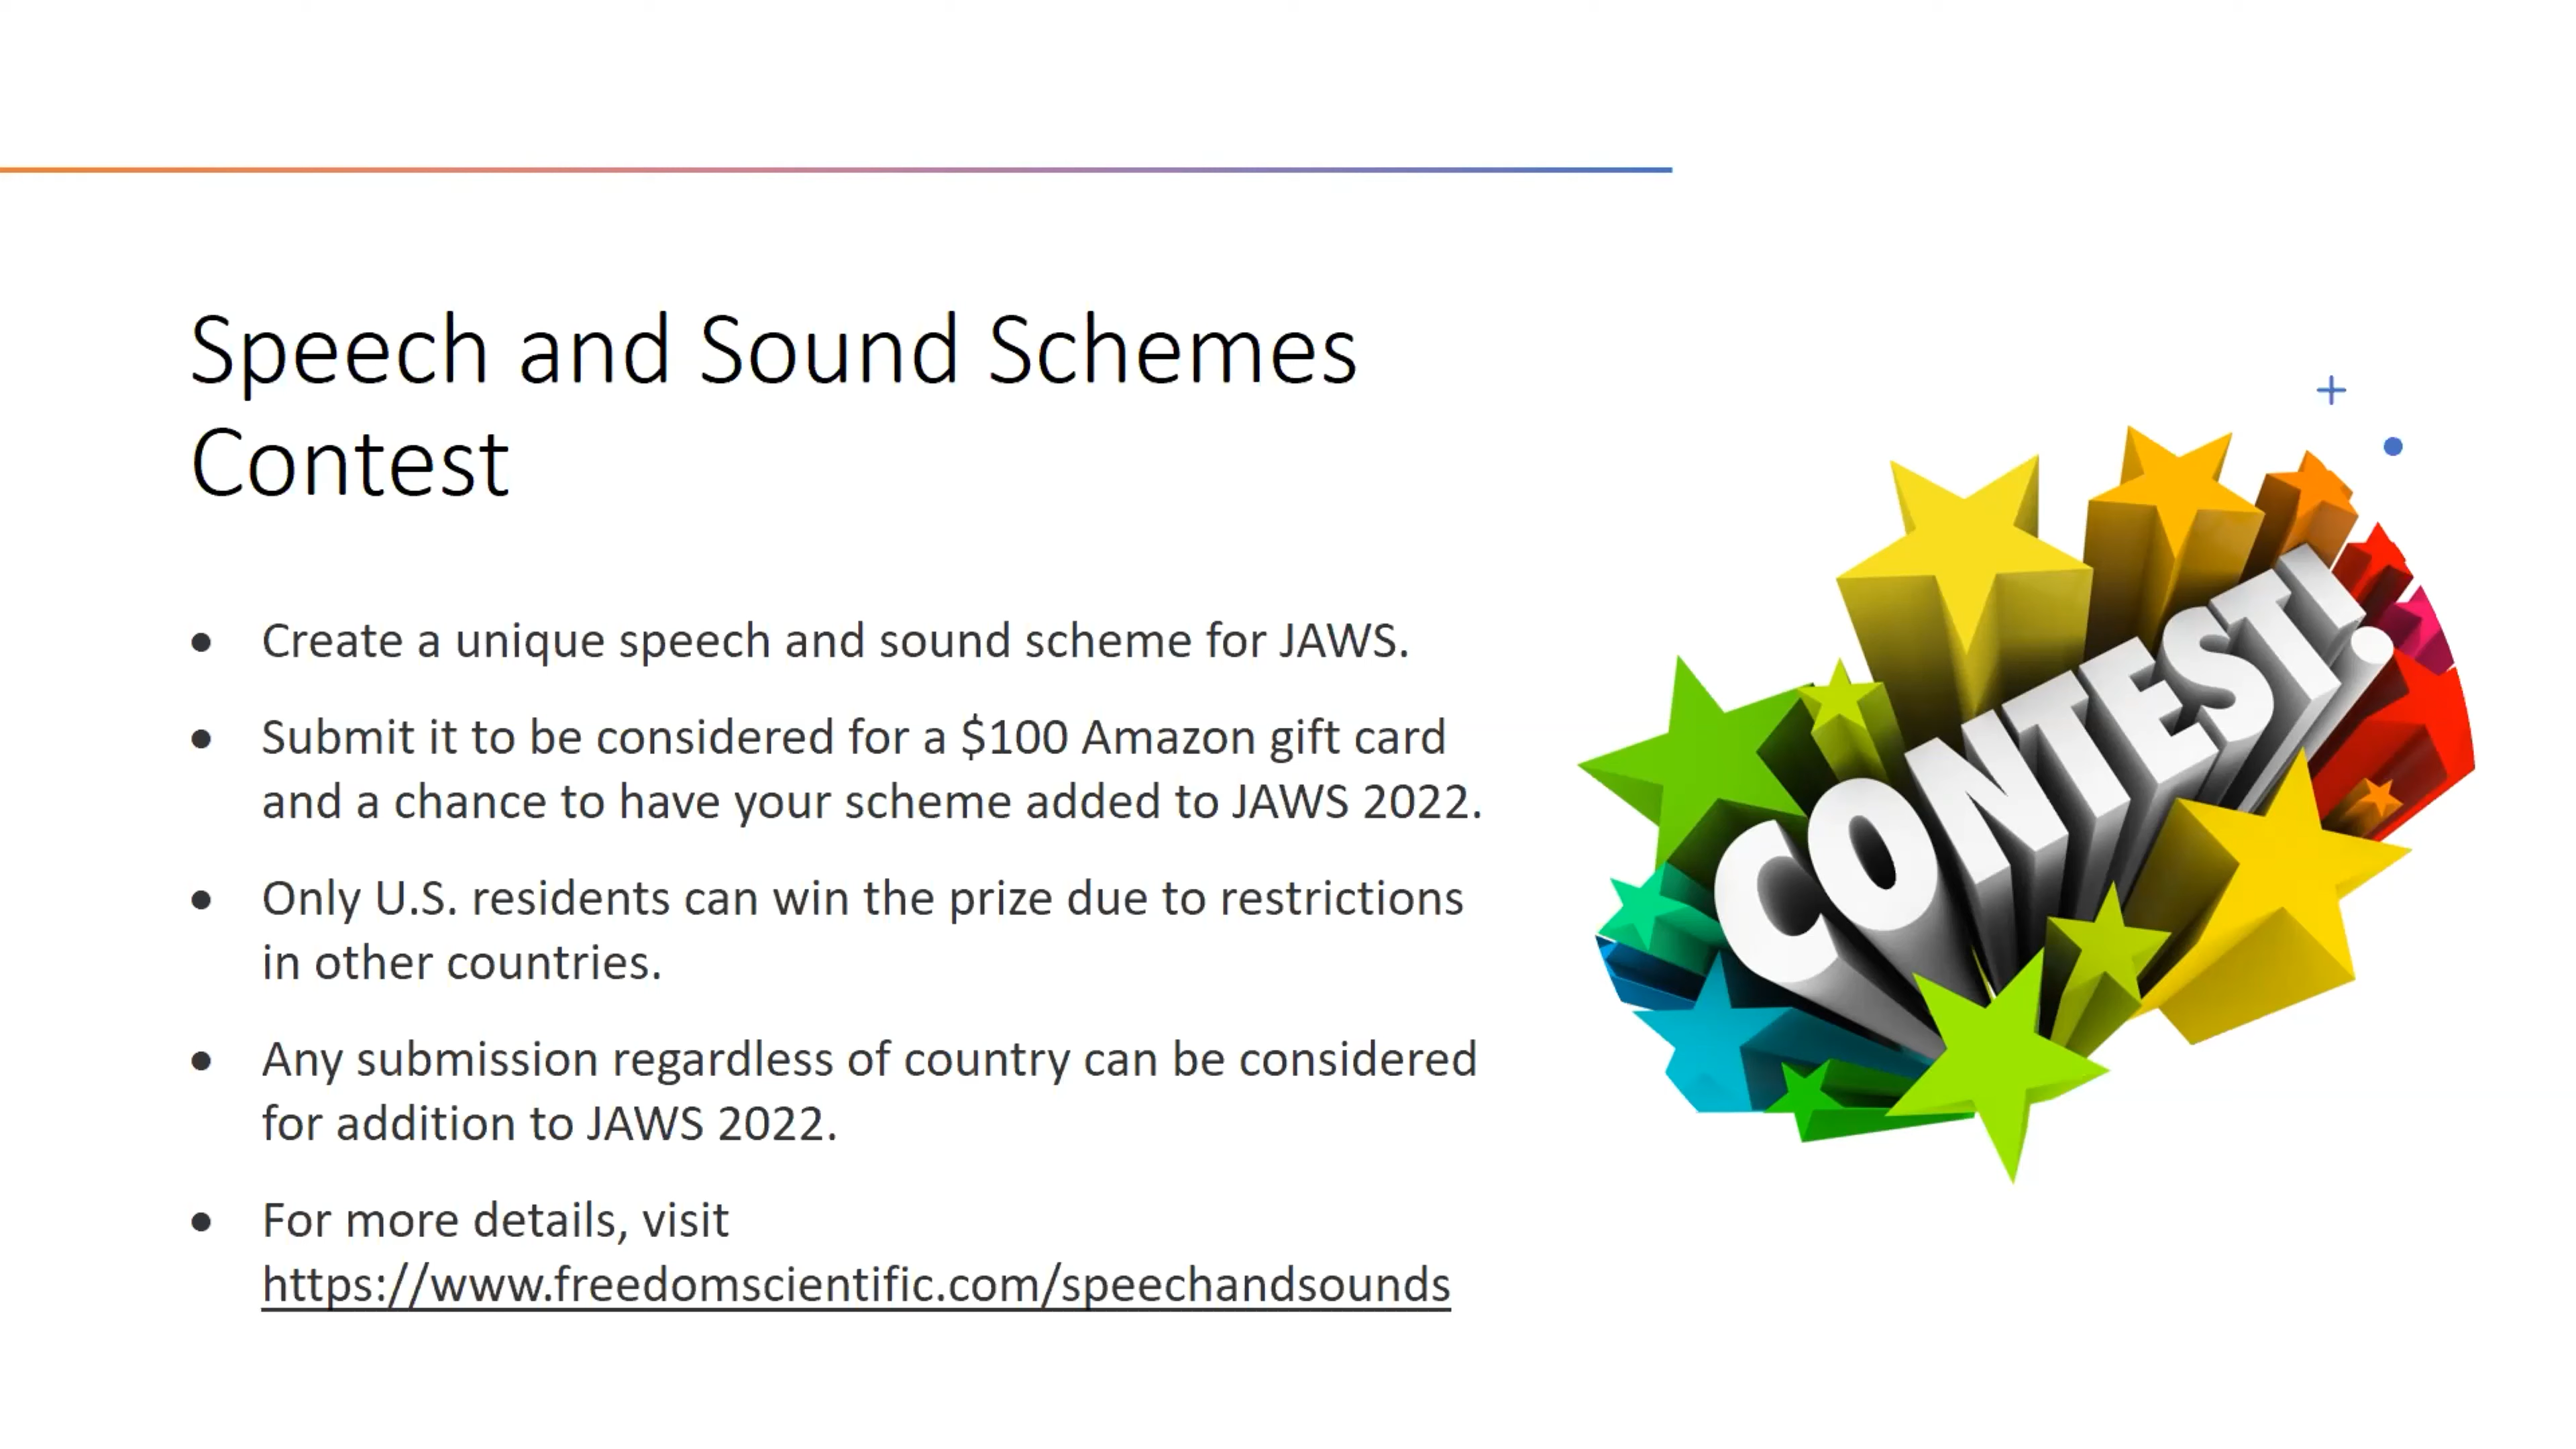 Speech and Sound Schemes
Contest
• Create a unique speech and sound scheme for JAWS.
• Submit it to be considered for a $100 Amazon gift card
and a chance to have your scheme added to JAWS 2022.
• Only U.S. residents can win the prize due to restrictions
in other countries.
• Any submission regardless of country can be considered
for addition to JAWS 2022.
• For more details, visit
https://www.freedomscientific.com/speechandsounds
CONTEST!